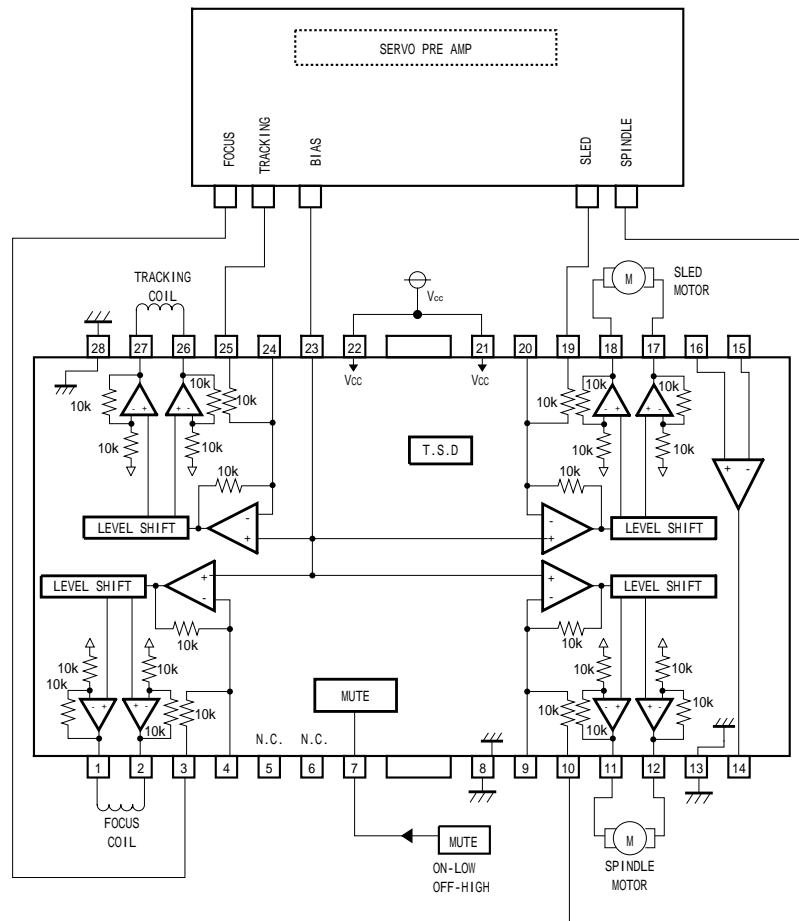 SERVO PRE AMP
FOCUS
TRACKING
BIAS
SLED
SPINDLE
TRACKING
COIL
Vcc
M
SLED
MOTOR
28
27
26
25
24
23
22
21
20
19
18
17
16
15
Vcc
Vcc
10k
10k
10k
10k
10k
10k
10k
10k
10k
10k
- +
+ -
- +
+ -
+ -
10k
T.S.D
10k
LEVEL SHIFT
-
+
-
+
LEVEL SHIFT
LEVEL SHIFT
+
-
+
-
LEVEL SHIFT
10k
10k
10k
10k
10k
10k
10k
10k
10k
10k
10k
10k
+ -
+ -
+ -
+ -
MUTE
N.C.
N.C.
1
2
3
4
5
6
7
8
9
10
11
12
13
14
FOCUS
COIL
MUTE
ON-LOW
OFF-HIGH
M
SPINDLE
MOTOR